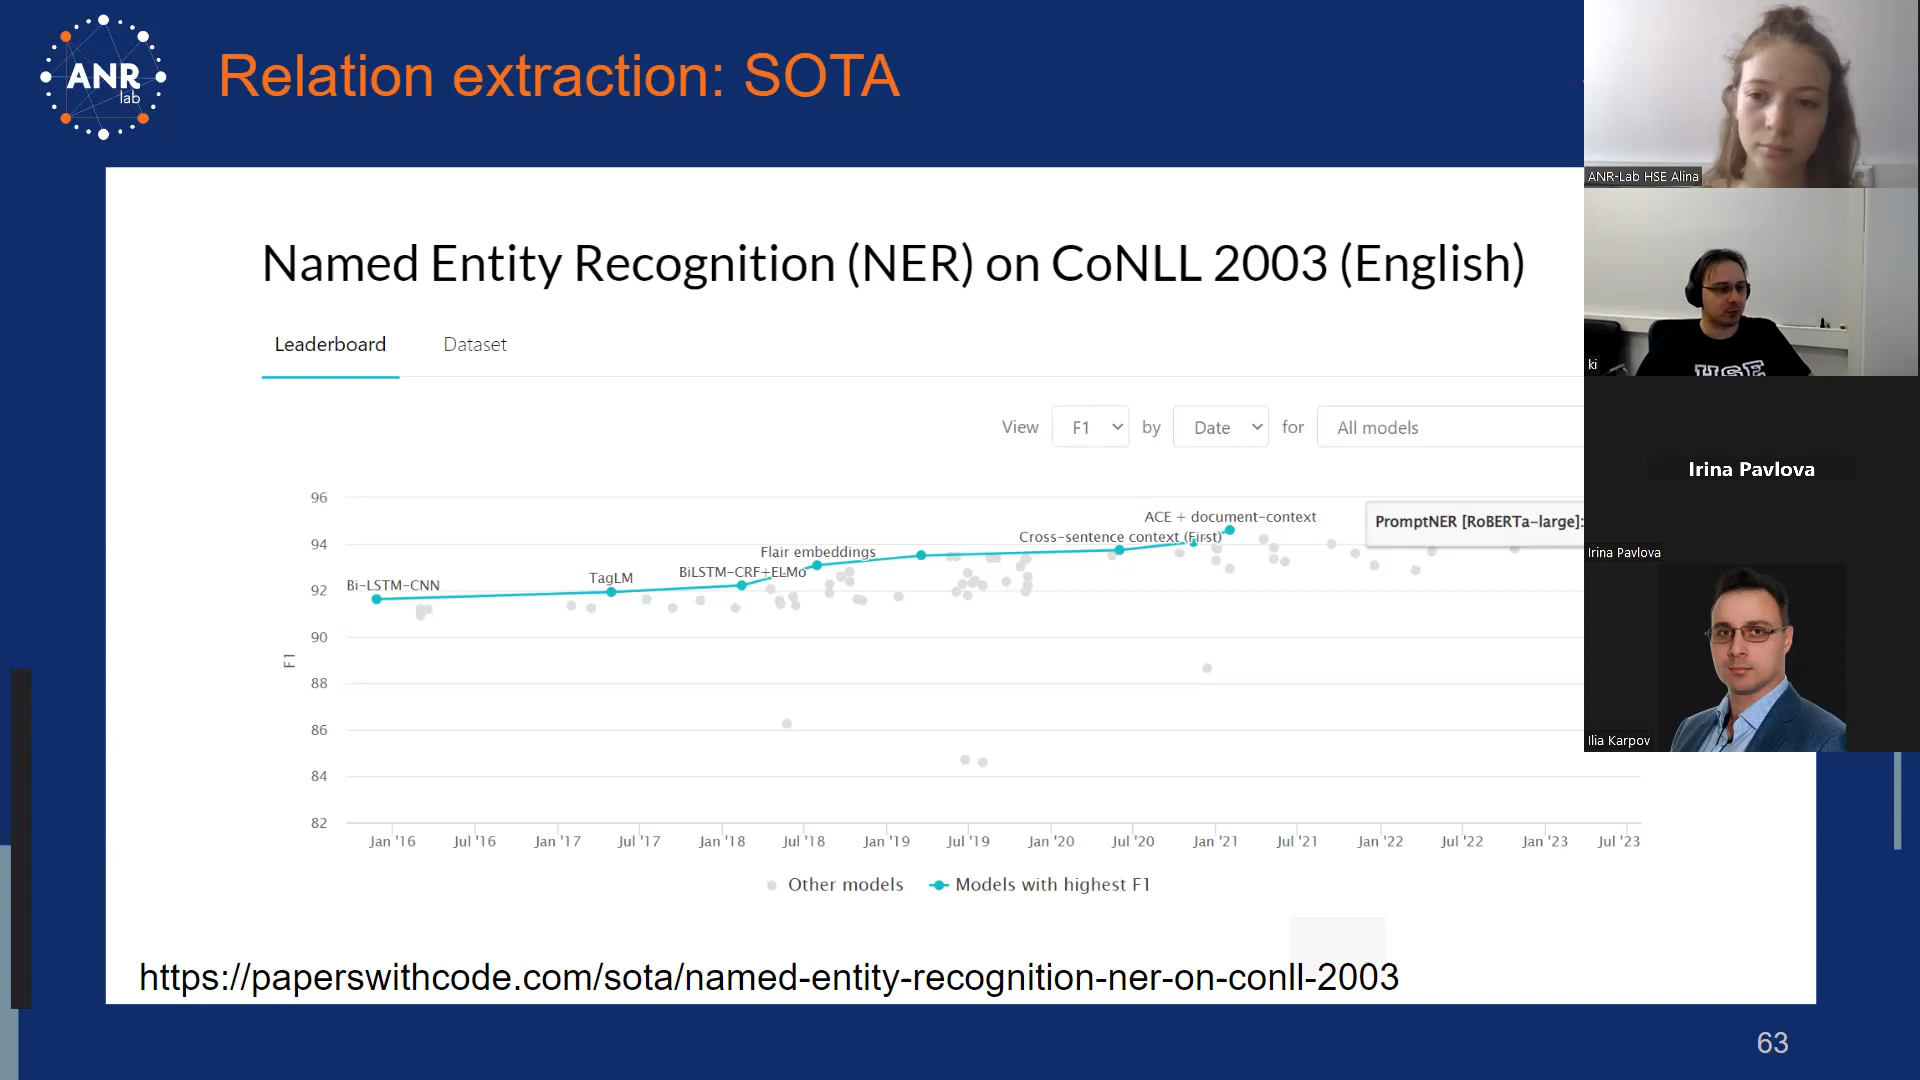 ANR
lab
Relation extraction: SOTA
Named Entity Recognition (NER) on CoNLL 2003 (English)
Leaderboard
Dataset
View F1 by Date for All models
96
94
92
90
88
86
84
82
F1
Bi-LSTM-CNN
TagLM
BiLSTM-CRF+ELMo
Flair embeddings
Cross-sentence context (First)
ACE + document-context
PromptNER [RoBERTa-large]:
Jan '16 Jul '16 Jan '17 Jul '17 Jan '18 Jul '18 Jan '19 Jul '19 Jan '20 Jul '20 Jan '21 Jul '21 Jan '22 Jul '22 Jan '23 Jul '23
Other models Models with highest F1
https://paperswithcode.com/sota/named-entity-recognition-ner-on-conll-2003
63
ANR-Lab HSE Alina
HSE
ki
Irina Pavlova
Irina Pavlova
Ilia Karpov